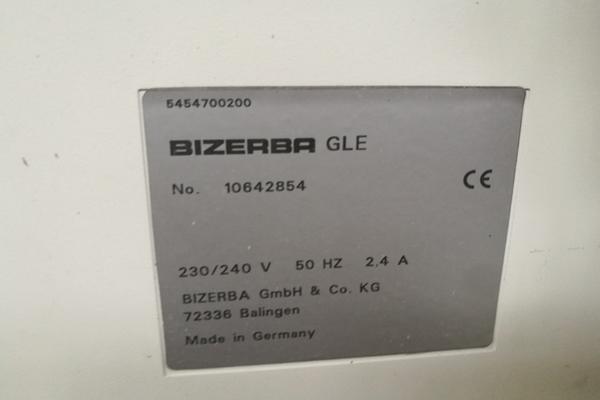 5454700200
BIZERBA GLE
No. 10642854
CE
230/240 V 50 HZ 2,4 A
BIZERBA GmbH & Co. KG
72336 Balingen
Made in Germany